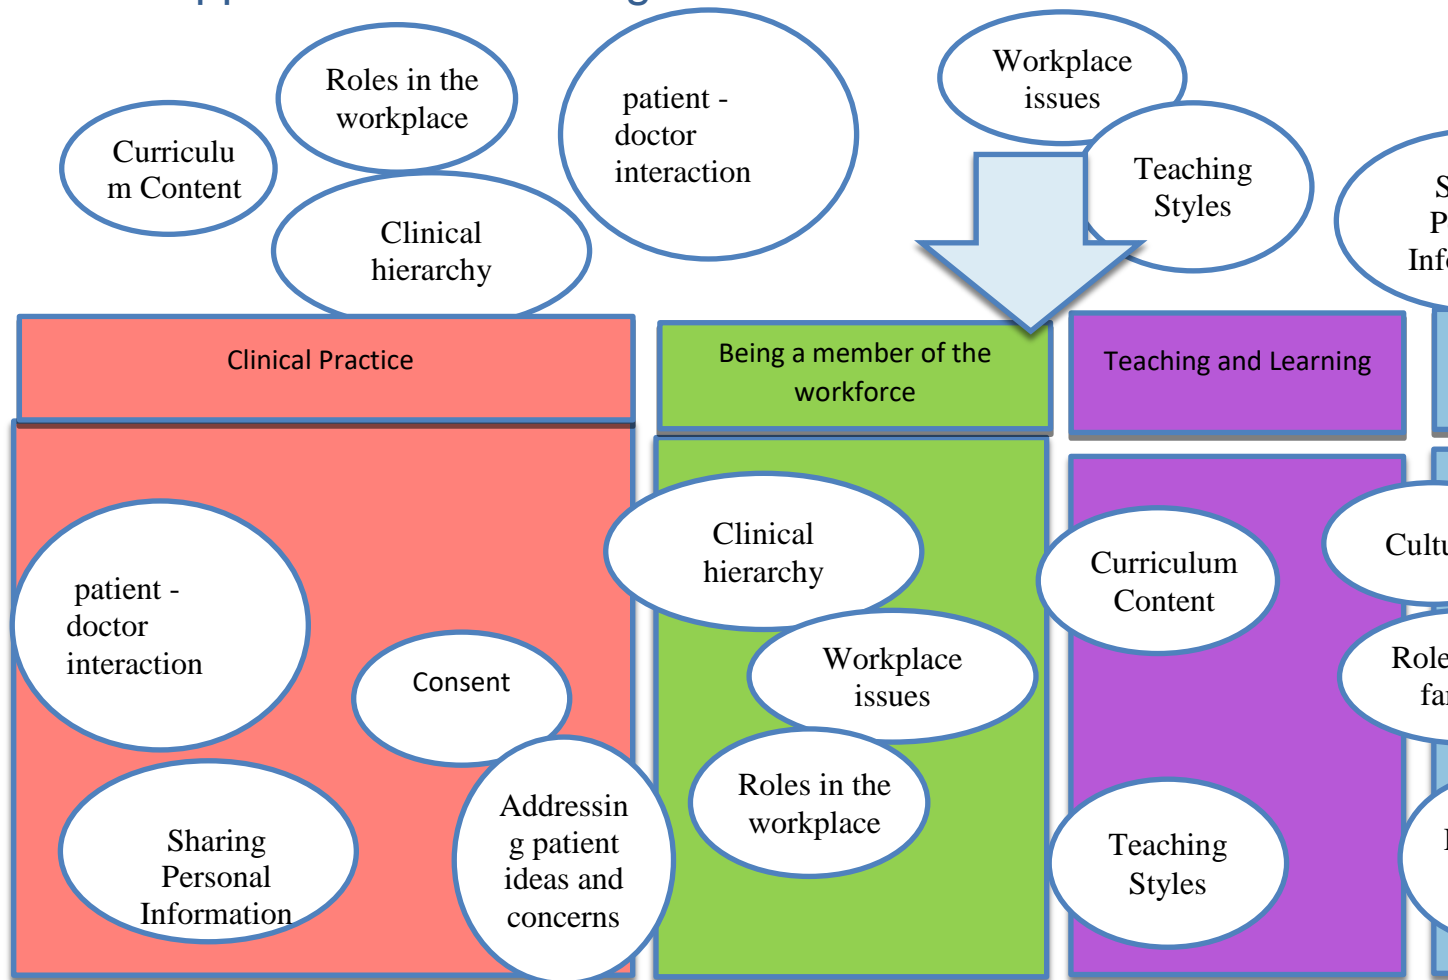 Roles in the
workplace
patient -
doctor
interaction
Workplace
issues
Curriculu
m Content
Teaching
Styles
Clinical
hierarchy
Clinical Practice
Being a member of the
workforce
Teaching and Learning
patient -
doctor
interaction
Consent
Sharing
Personal
Information
Addressin
g patient
ideas and
concerns
Clinical
hierarchy
Workplace
issues
Roles in the
workplace
Curriculum
Content
Teaching
Styles